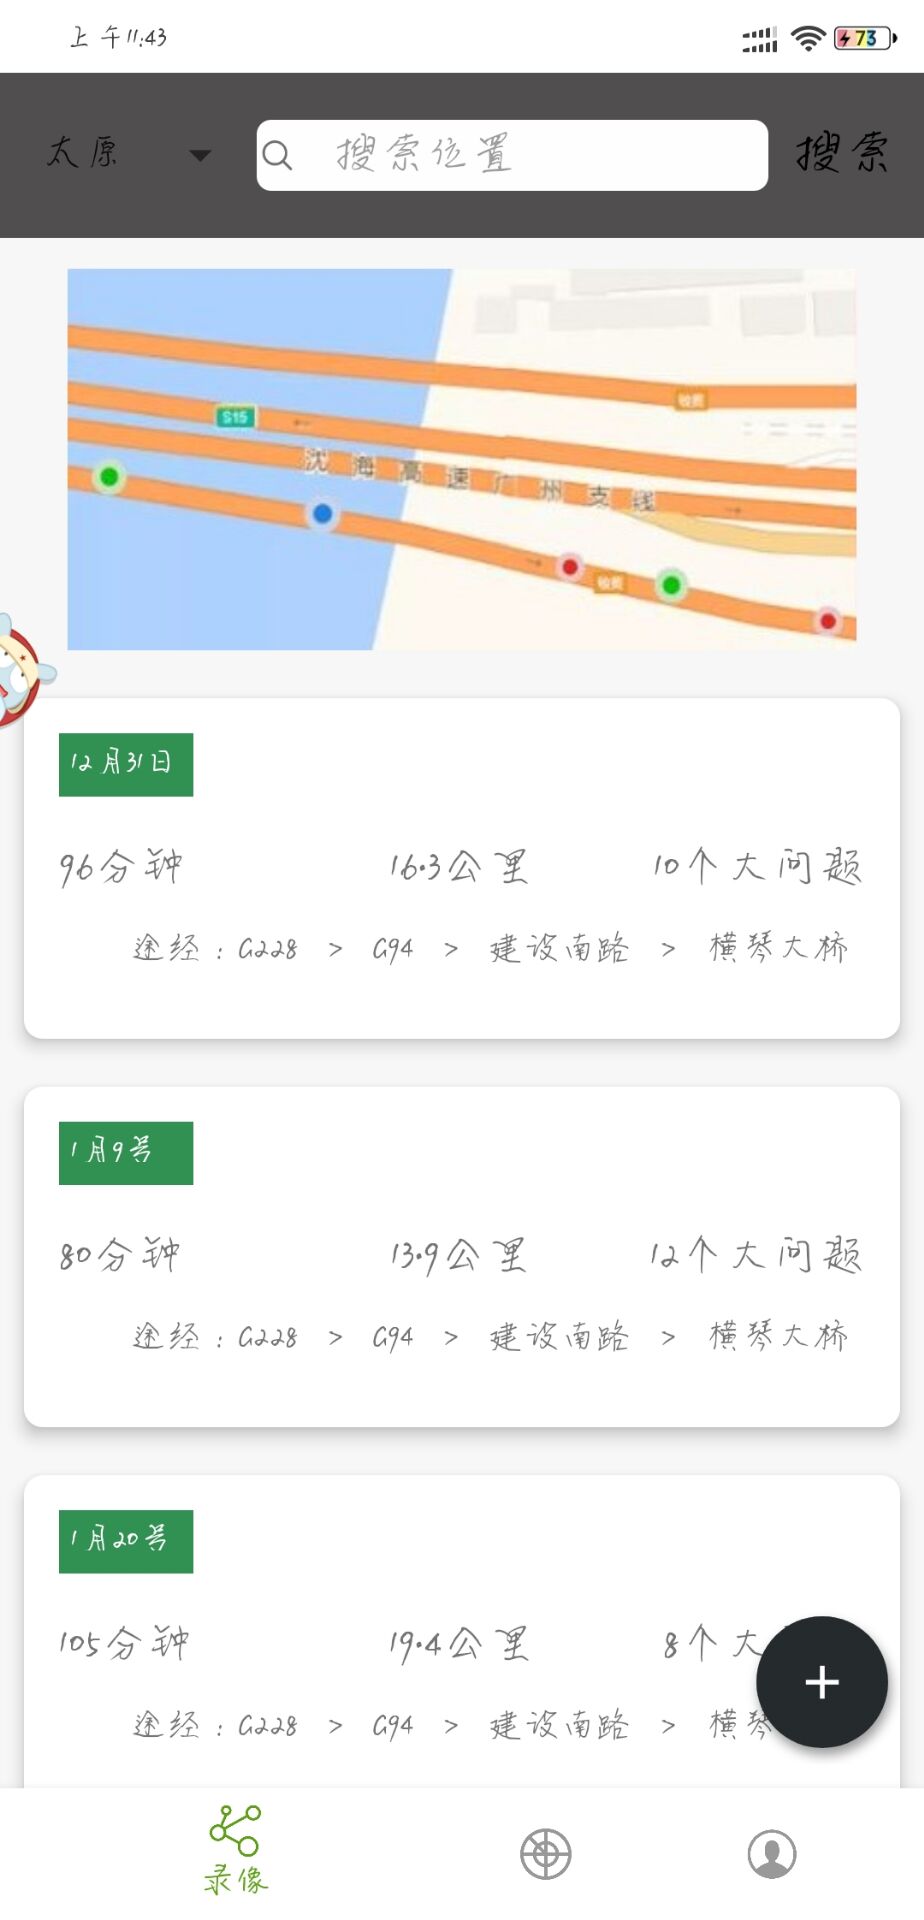 上午11:43
73
太原 搜索位置 搜索
收费
S15
沈海高速广州支线
收费
12月31日
96分钟 16.3公里 10个大问题
途经:G228 > G94 > 建设南路 > 横琴大桥
1月9号
80分钟 13.9公里 12个大问题
途经:G228 > G94 > 建设南路 > 横琴大桥
1月20号
105分钟 19.4公里 8个大
途经:G228 > G94 > 建设南路 > 横琴
录像